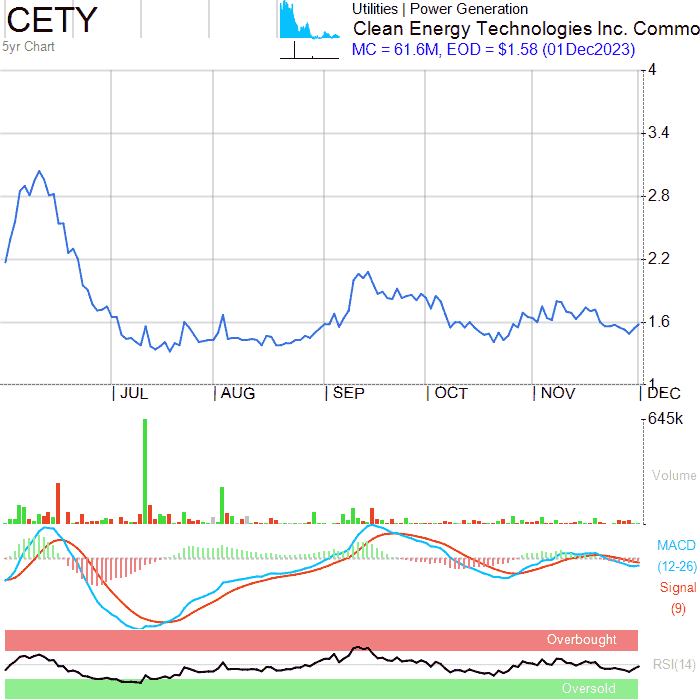 CETY
5yr Chart
Utilities | Power Generation
Clean Energy Technologies Inc. Commo
MC = 61.6M, EOD = $1.58 (01Dec2023)
4
3.4
2.8
2.2
1.6
1
JUL AUG SEP OCT NOV DEC
645k
Volume
MACD
(12-26)
Signal
(9)
Overbought
RSI(14)
Oversold